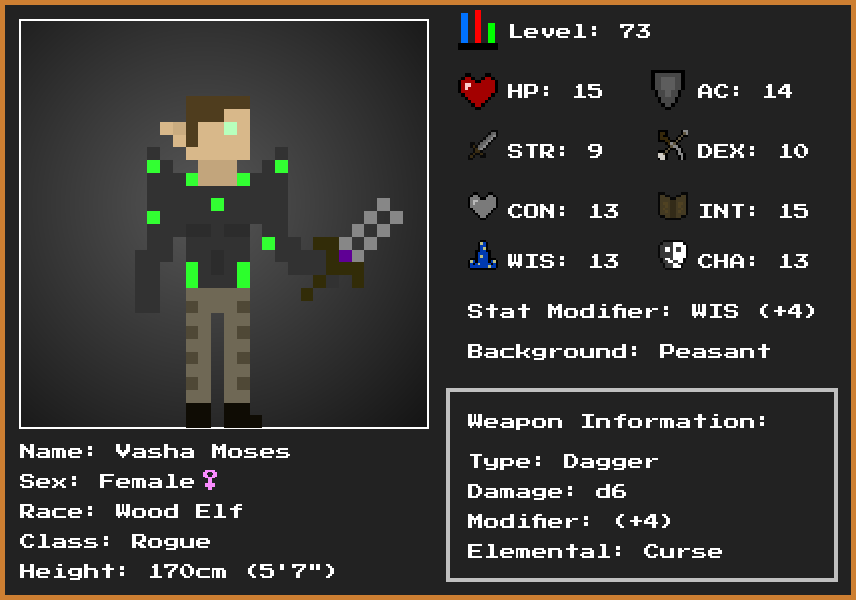 Level: 73
HP: 15
AC: 14
STR: 9
DEX: 10
CON: 13
INT: 15
WIS: 13
CHA: 13
Stat Modifier: WIS (+4)
Background: Peasant
Weapon Information:
Type: Dagger
Damage: d6
Modifier: (+4)
Elemental: Curse
Name: Vasha Moses
Sex: Female♀
Race: Wood Elf
Class: Rogue
Height: 170cm (5'7")